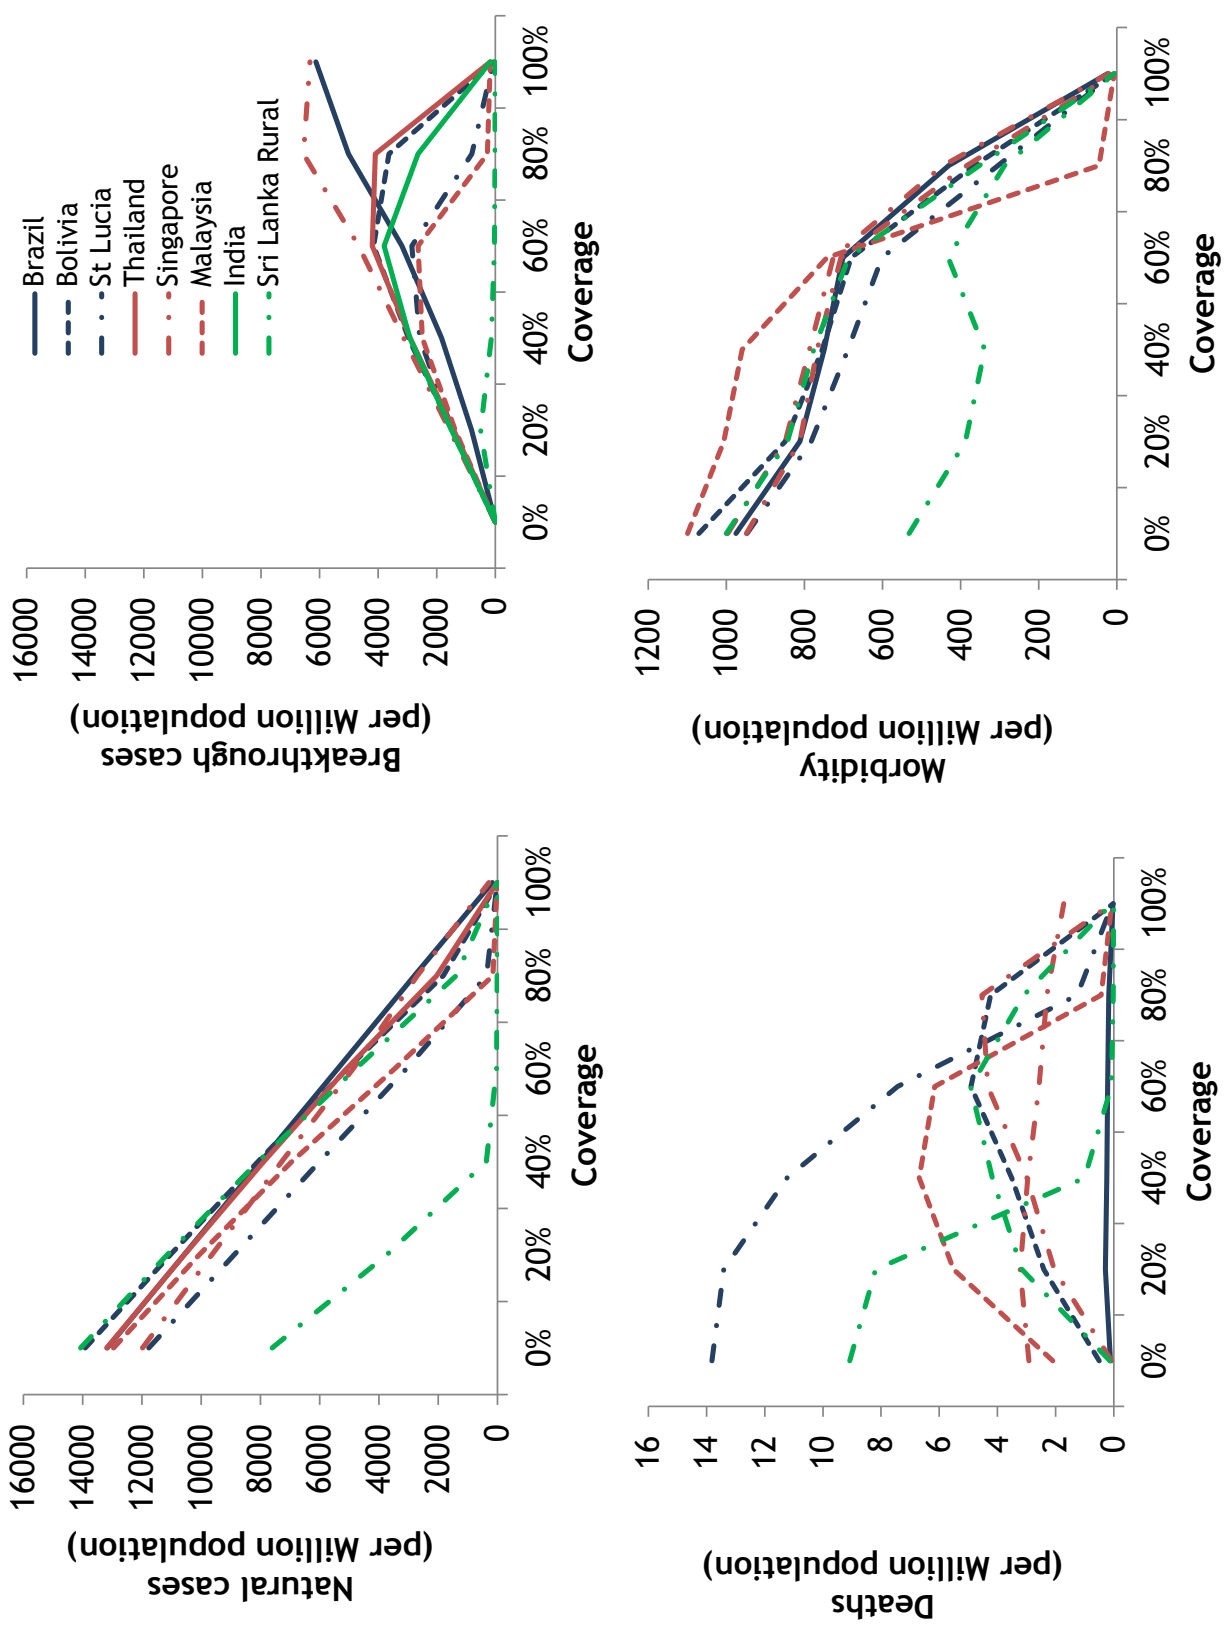 Natural cases
(per Million population)
16000
14000
12000
10000
8000
6000
4000
2000
0
0%
20%
40%
60%
80%
100%
Coverage
Breakthrough cases
(per Million population)
16000
14000
12000
10000
8000
6000
4000
2000
0
0%
20%
40%
60%
80%
100%
Coverage
Brazil
Bolivia
St Lucia
Thailand
Singapore
Malaysia
India
Sri Lanka Rural
Deaths
(per Million population)
16
14
12
10
8
6
4
2
0
0%
20%
40%
60%
80%
100%
Coverage
Morbidity
(per Million population)
1200
1000
800
600
400
200
0
0%
20%
40%
60%
80%
100%
Coverage